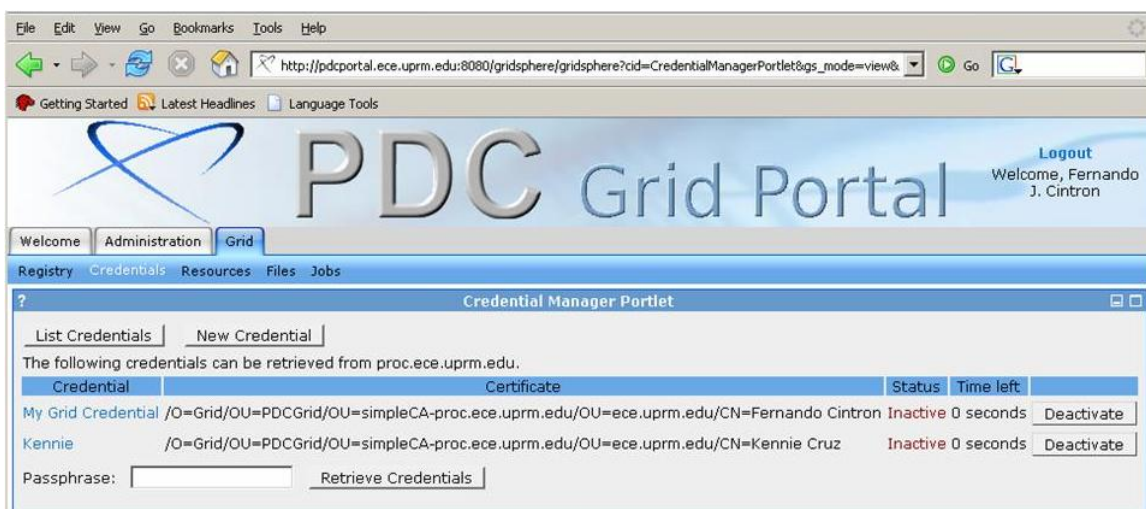 File Edit View Go Bookmarks Tools Help
http://pdcportal.ece.uprm.edu:8080/gridsphere/gridsphere?cid=CredentialManagerPortlet&gs_mode=view& Go G
Getting Started Latest Headlines Language Tools
PDC Grid Portal
Logout
Welcome, Fernando
J. Cintron
Welcome Administration Grid
Registry Credentials Resources Files Jobs
? Credential Manager Portlet
List Credentials New Credential
The following credentials can be retrieved from proc.ece.uprm.edu.
Credential Certificate Status Time left
My Grid Credential /O=Grid/OU=PDCGrid/OU=simpleCA-proc.ece.uprm.edu/OU=ece.uprm.edu/CN=Fernando Cintron Inactive 0 seconds Deactivate
Kennie /O=Grid/OU=PDCGrid/OU=simpleCA-proc.ece.uprm.edu/OU=ece.uprm.edu/CN=Kennie Cruz Inactive 0 seconds Deactivate
Passphrase: Retrieve Credentials